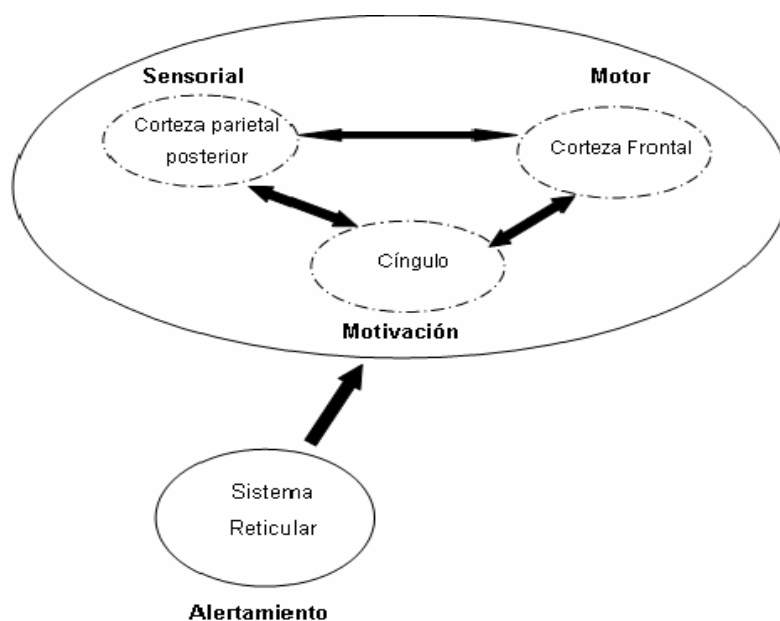 Sensorial
Motor
Corteza parietal
posterior
Corteza Frontal
Cíngulo
Motivación
Sistema
Reticular
Alertamiento